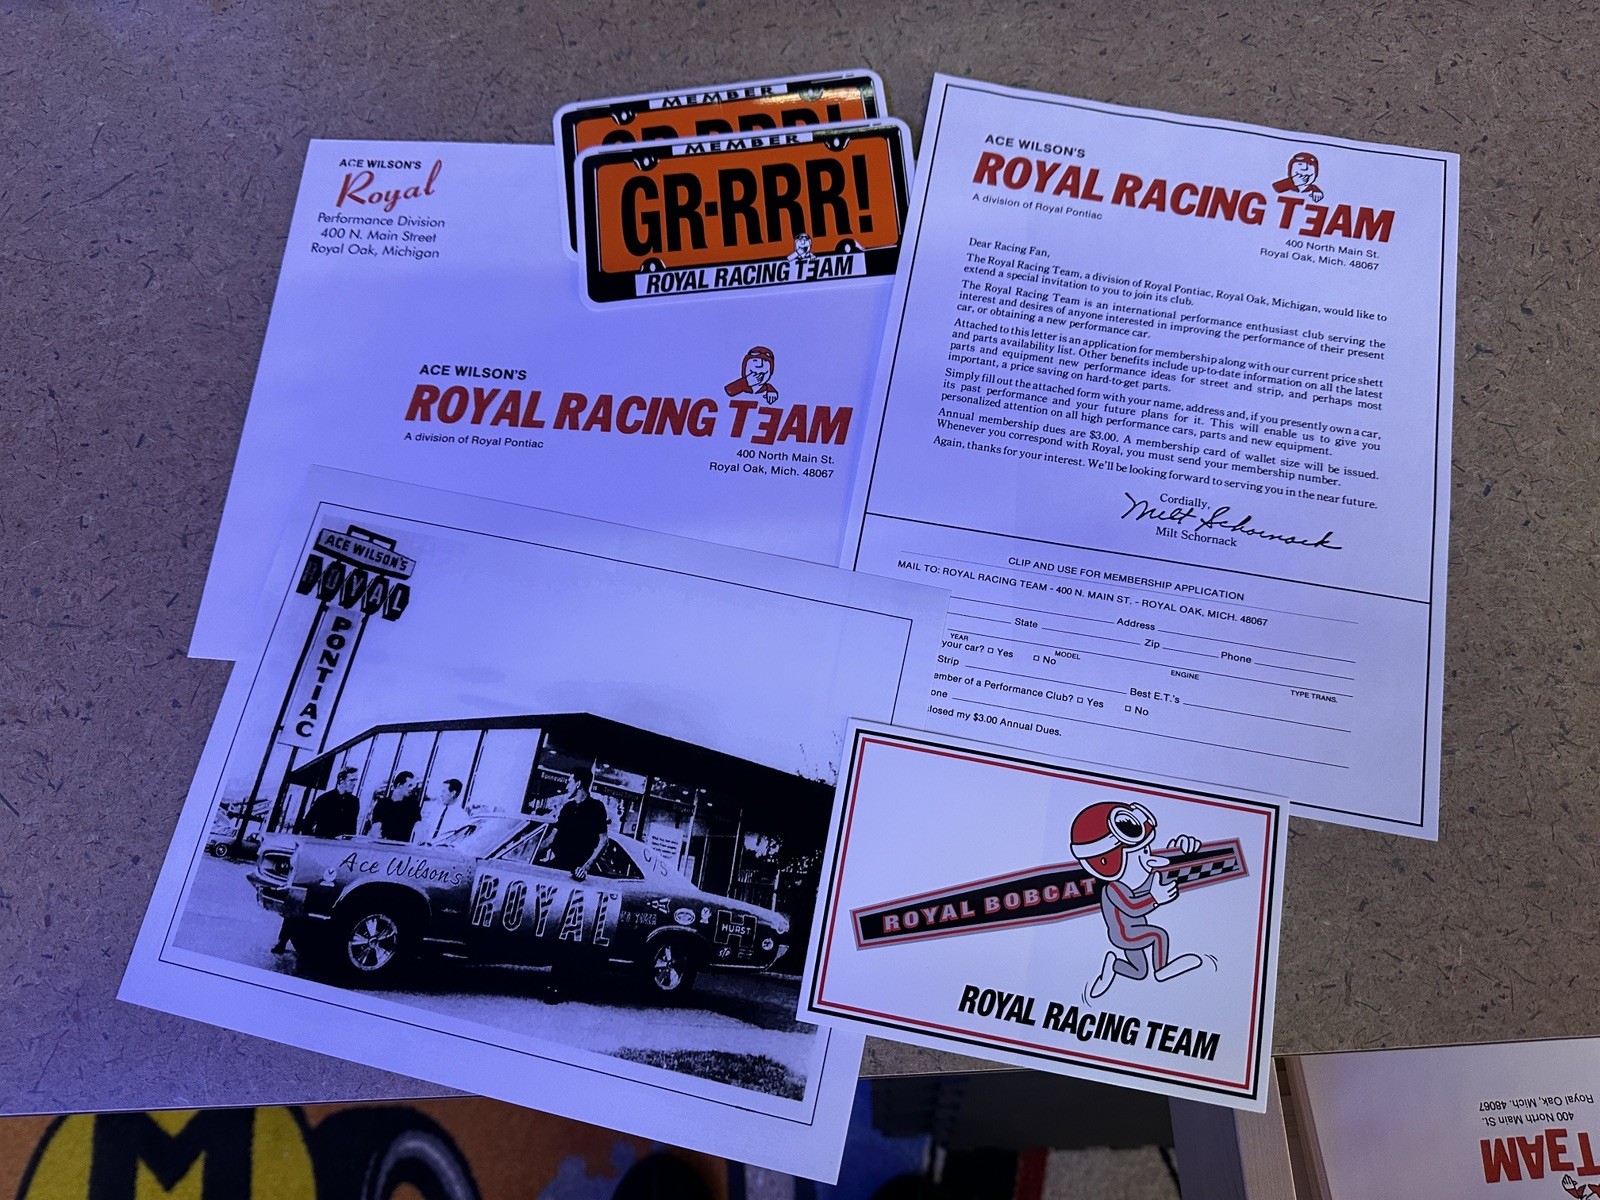 ACE WILSON'S
Royal
Performance Division
400 N. Main Street
Royal Oak, Michigan
ACE WILSON'S
ROYAL RACING TEAM
A division of Royal Pontiac
400 North Main St.
Royal Oak, Mich. 48067
MEMBER
GR-RRR!
MEMBER
GR-RRR!
ROYAL RACING TEAM
ACE WILSON'S
ROYAL RACING TEAM
A division of Royal Pontiac
400 North Main St.
Royal Oak, Mich. 48067
Dear Racing Fan,
The Royal Racing Team, a division of Royal Pontiac, Royal Oak, Michigan, would like to
extend a special invitation to you to join its club.
The Royal Racing Team is an international performance enthusiast club serving the
interest and desires of anyone interested in improving the performance of their present
car, or obtaining a new performance car.
Attached to this letter is an application for membership along with our current price shett
and parts availability list. Other benefits include up-to-date information on all the latest
parts and equipment new performance ideas for street and strip, and perhaps most
important, a price saving on hard-to-get parts.
Simply fill out the attached form with your name, address and, if you presently own a car,
its past performance and your future plans for it. This will enable us to give you
personalized attention on all high performance cars, parts and new equipment.
Annual membership dues are $3.00. A membership card of wallet size will be issued.
Whenever you correspond with Royal, you must send your membership number.
Again, thanks for your interest. We'll be looking forward to serving you in the near future.
Cordially,
Milt Schornack
Milt Schornack
CLIP AND USE FOR MEMBERSHIP APPLICATION
MAIL TO: ROYAL RACING TEAM - 400 N. MAIN ST. - ROYAL OAK, MICH. 48067
Address
State Zip Phone
YEAR MODEL ENGINE TYPE TRANS.
your car? Yes No
Strip Best E.T.'s
ember of a Performance Club? Yes No
one
losed my $3.00 Annual Dues.
ACE WILSON'S
ROYAL
PONTIAC
Bonneville
Ace Wilson's
ROYAL
GTS
HURST
ROYAL BOBCAT
ROYAL RACING TEAM
M
400 North Main St.
Royal Oak, Mich. 48067
TEAM